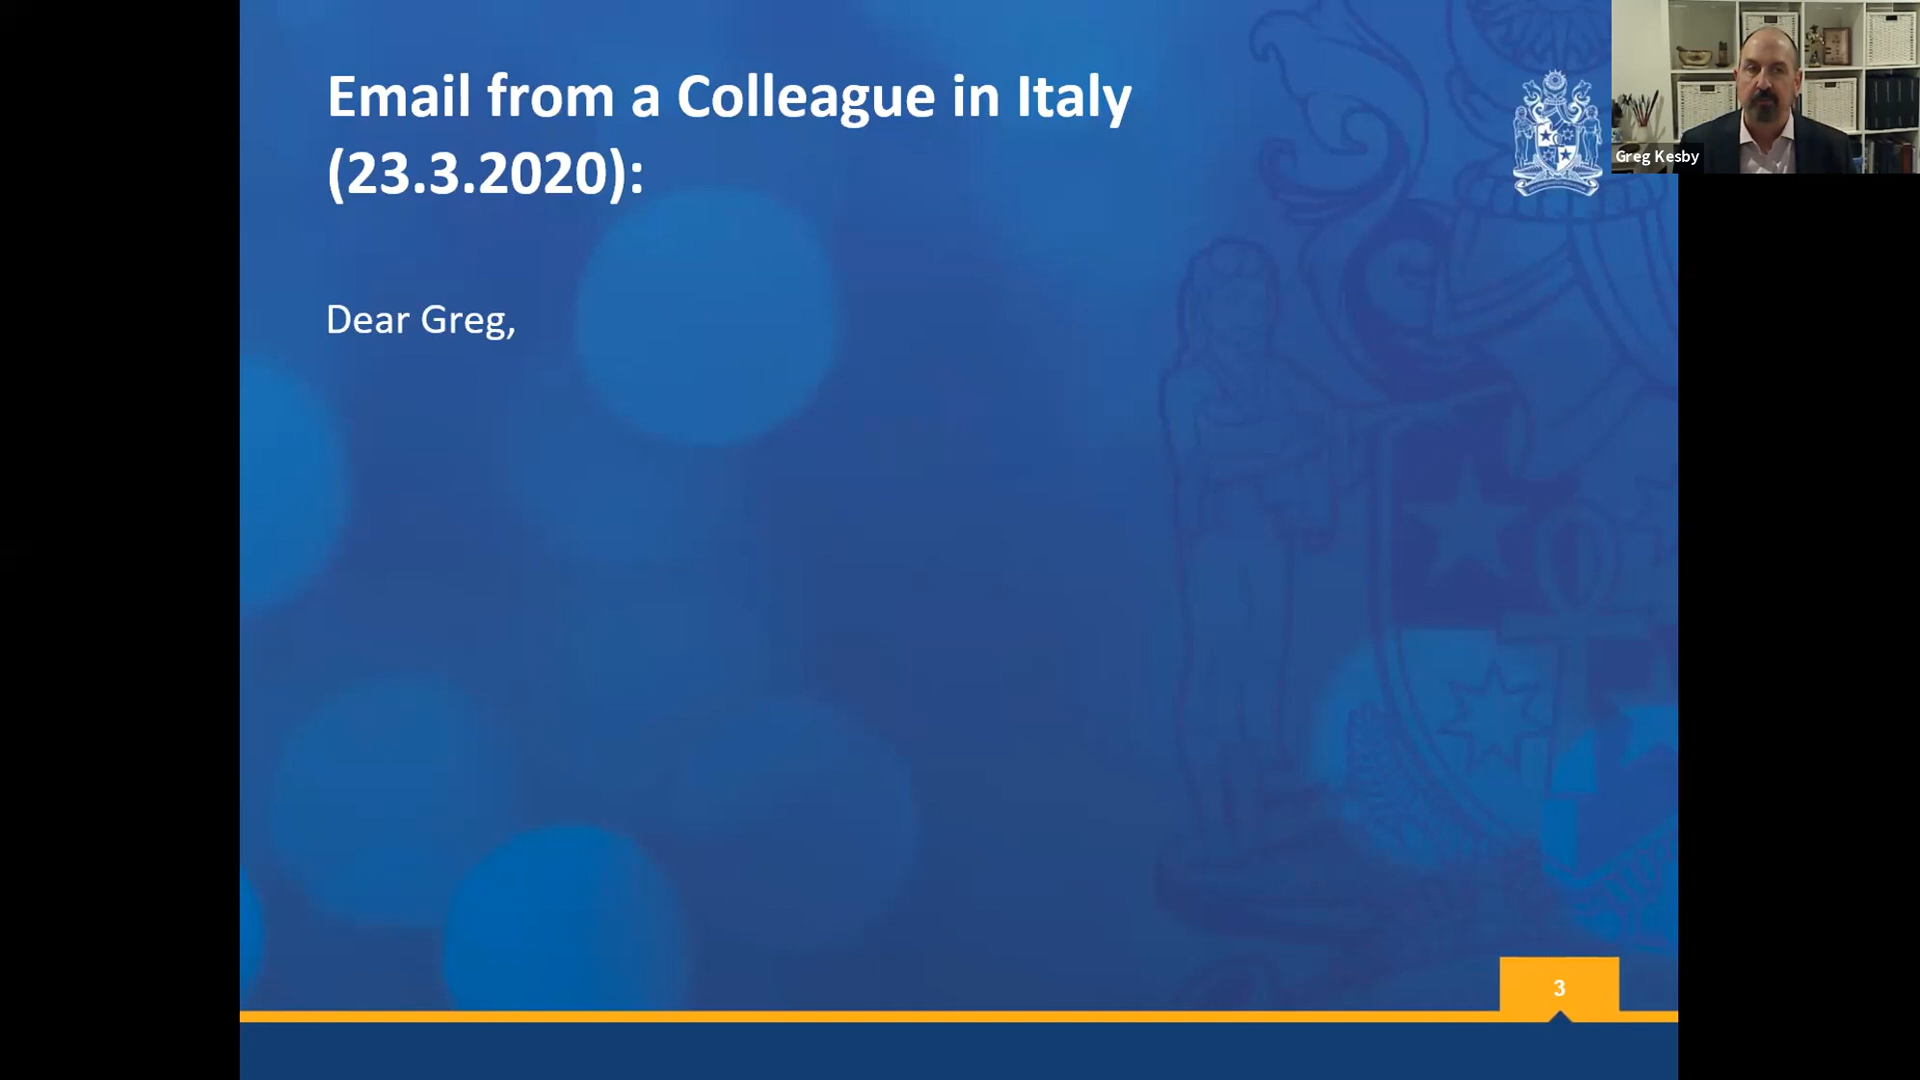 Email from a Colleague in Italy
(23.3.2020):
Greg Kesby
Dear Greg,
3